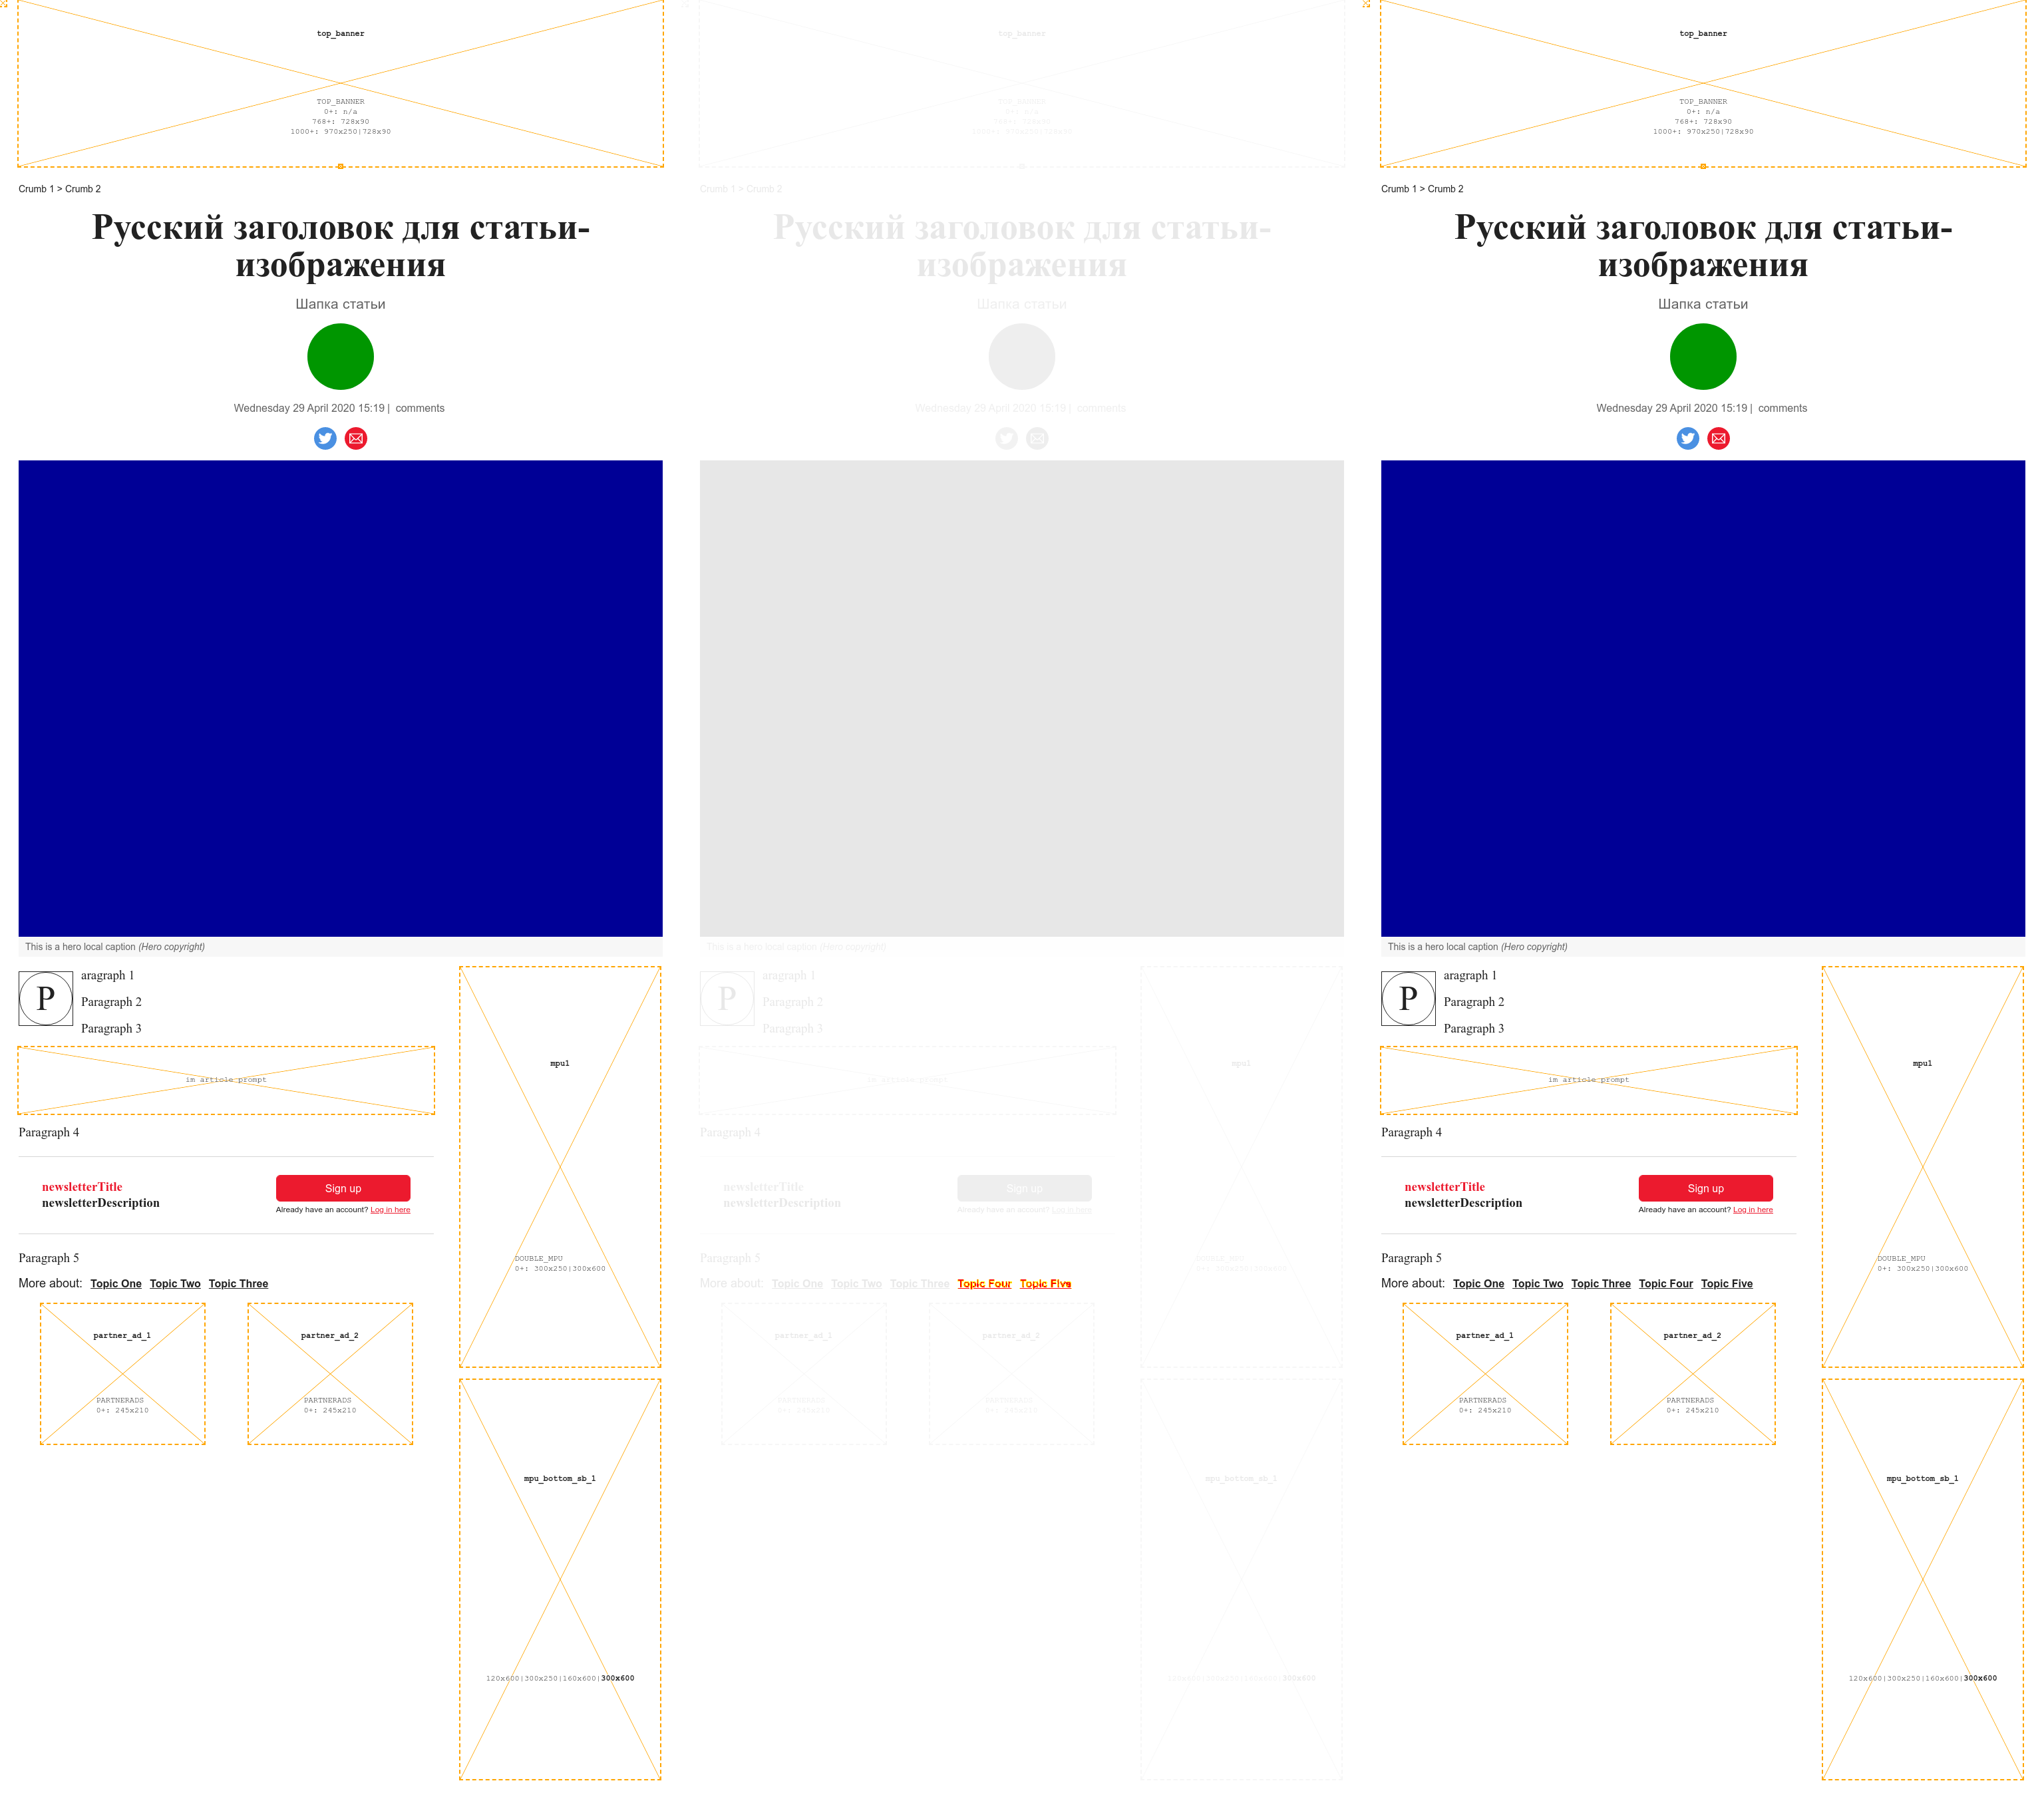 top_banner
TOP_BANNER
0+: n/a
768+: 728x90
1000+: 970x250|728x90
Crumb 1 > Crumb 2
Русский заголовок для статьи-
изображения
Шапка статьи
Wednesday 29 April 2020 15:19 | comments
This is a hero local caption (Hero copyright)
P
aragraph 1
Paragraph 2
Paragraph 3
im article prompt
Paragraph 4
newsletterTitle
newsletterDescription
Sign up
Already have an account? Log in here
Paragraph 5
More about: Topic One Topic Two Topic Three
partner_ad_1
PARTNERADS
0+: 245x210
partner_ad_2
PARTNERADS
0+: 245x210
mpu1
DOUBLE_MPU
0+: 300x250|300x600
mpu_bottom_sb_1
120x600|300x250|160x600|300x600
top_banner
TOP_BANNER
0+: n/a
768+: 728x90
1000+: 970x250|728x90
Crumb 1 > Crumb 2
Русский заголовок для статьи-
изображения
Шапка статьи
Wednesday 29 April 2020 15:19 | comments
This is a hero local caption (Hero copyright)
P
aragraph 1
Paragraph 2
Paragraph 3
im article prompt
Paragraph 4
newsletterTitle
newsletterDescription
Sign up
Already have an account? Log in here
Paragraph 5
More about: Topic One Topic Two Topic Three Topic Four Topic Five
partner_ad_1
PARTNERADS
0+: 245x210
partner_ad_2
PARTNERADS
0+: 245x210
mpu1
DOUBLE_MPU
0+: 300x250|300x600
mpu_bottom_sb_1
120x600|300x250|160x600|300x600
top_banner
TOP_BANNER
0+: n/a
768+: 728x90
1000+: 970x250|728x90
Crumb 1 > Crumb 2
Русский заголовок для статьи-
изображения
Шапка статьи
Wednesday 29 April 2020 15:19 | comments
This is a hero local caption (Hero copyright)
P
aragraph 1
Paragraph 2
Paragraph 3
im article prompt
Paragraph 4
newsletterTitle
newsletterDescription
Sign up
Already have an account? Log in here
Paragraph 5
More about: Topic One Topic Two Topic Three Topic Four Topic Five
partner_ad_1
PARTNERADS
0+: 245x210
partner_ad_2
PARTNERADS
0+: 245x210
mpu1
DOUBLE_MPU
0+: 300x250|300x600
mpu_bottom_sb_1
120x600|300x250|160x600|300x600